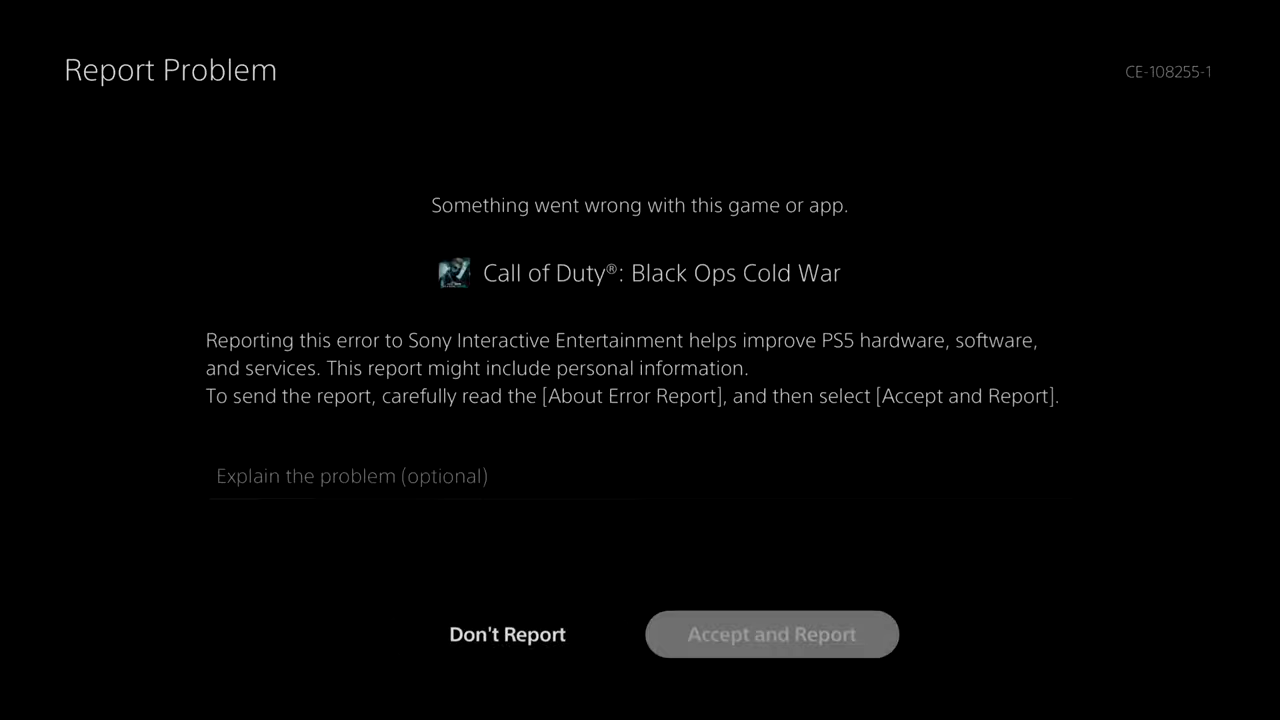 Report Problem
CE-108255-1
Something went wrong with this game or app.
Call of Duty®: Black Ops Cold War
Reporting this error to Sony Interactive Entertainment helps improve PS5 hardware, software,
and services. This report might include personal information.
To send the report, carefully read the [About Error Report], and then select [Accept and Report].
Explain the problem (optional)
Don't Report
Accept and Report